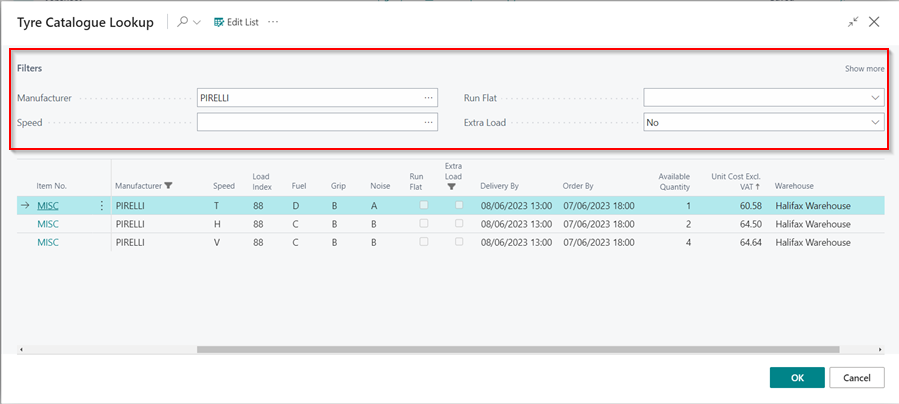 Tyre Catalogue Lookup
Edit List
Filters
Show more
Manufacturer PIRELLI Run Flat
Speed Extra Load No
Item No. Manufacturer Speed Load Index Fuel Grip Noise Run Flat Extra Load Delivery By Order By Available Quantity Unit Cost Excl. VAT ↑ Warehouse
→ MISC PIRELLI T 88 D B A 08/06/2023 13:00 07/06/2023 18:00 1 60.58 Halifax Warehouse
MISC PIRELLI H 88 C B B 08/06/2023 13:00 07/06/2023 18:00 2 64.50 Halifax Warehouse
MISC PIRELLI V 88 C B B 08/06/2023 13:00 07/06/2023 18:00 4 64.64 Halifax Warehouse
OK Cancel